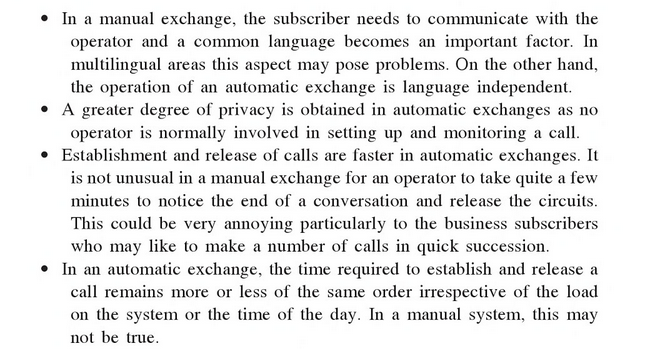 • In a manual exchange, the subscriber needs to communicate with the
operator and a common language becomes an important factor. In
multilingual areas this aspect may pose problems. On the other hand,
the operation of an automatic exchange is language independent.
• A greater degree of privacy is obtained in automatic exchanges as no
operator is normally involved in setting up and monitoring a call.
• Establishment and release of calls are faster in automatic exchanges. It
is not unusual in a manual exchange for an operator to take quite a few
minutes to notice the end of a conversation and release the circuits.
This could be very annoying particularly to the business subscribers
who may like to make a number of calls in quick succession.
• In an automatic exchange, the time required to establish and release a
call remains more or less of the same order irrespective of the load
on the system or the time of the day. In a manual system, this may
not be true.